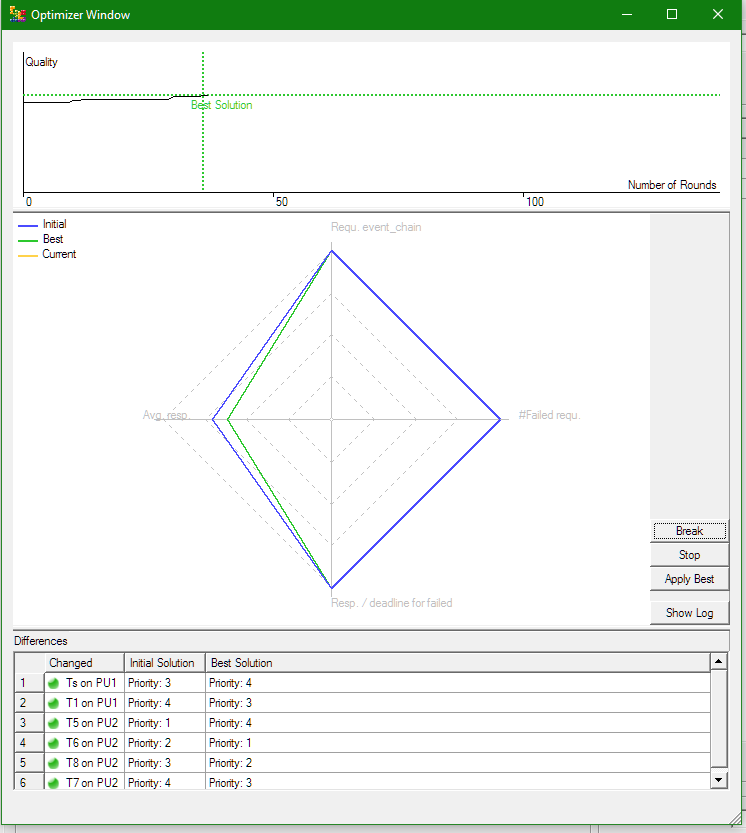 Optimizer Window
Quality
Best Solution
Number of Rounds
0 50 100
Initial
Best
Current
Requ. event_chain
Avg. resp.
#Failed requ.
Resp. / deadline for failed
Break
Stop
Apply Best
Show Log
Differences
Changed Initial Solution Best Solution
1 Ts on PU1 Priority: 3 Priority: 4
2 T1 on PU1 Priority: 4 Priority: 3
3 T5 on PU2 Priority: 1 Priority: 4
4 T6 on PU2 Priority: 2 Priority: 1
5 T8 on PU2 Priority: 3 Priority: 2
6 T7 on PU2 Priority: 4 Priority: 3